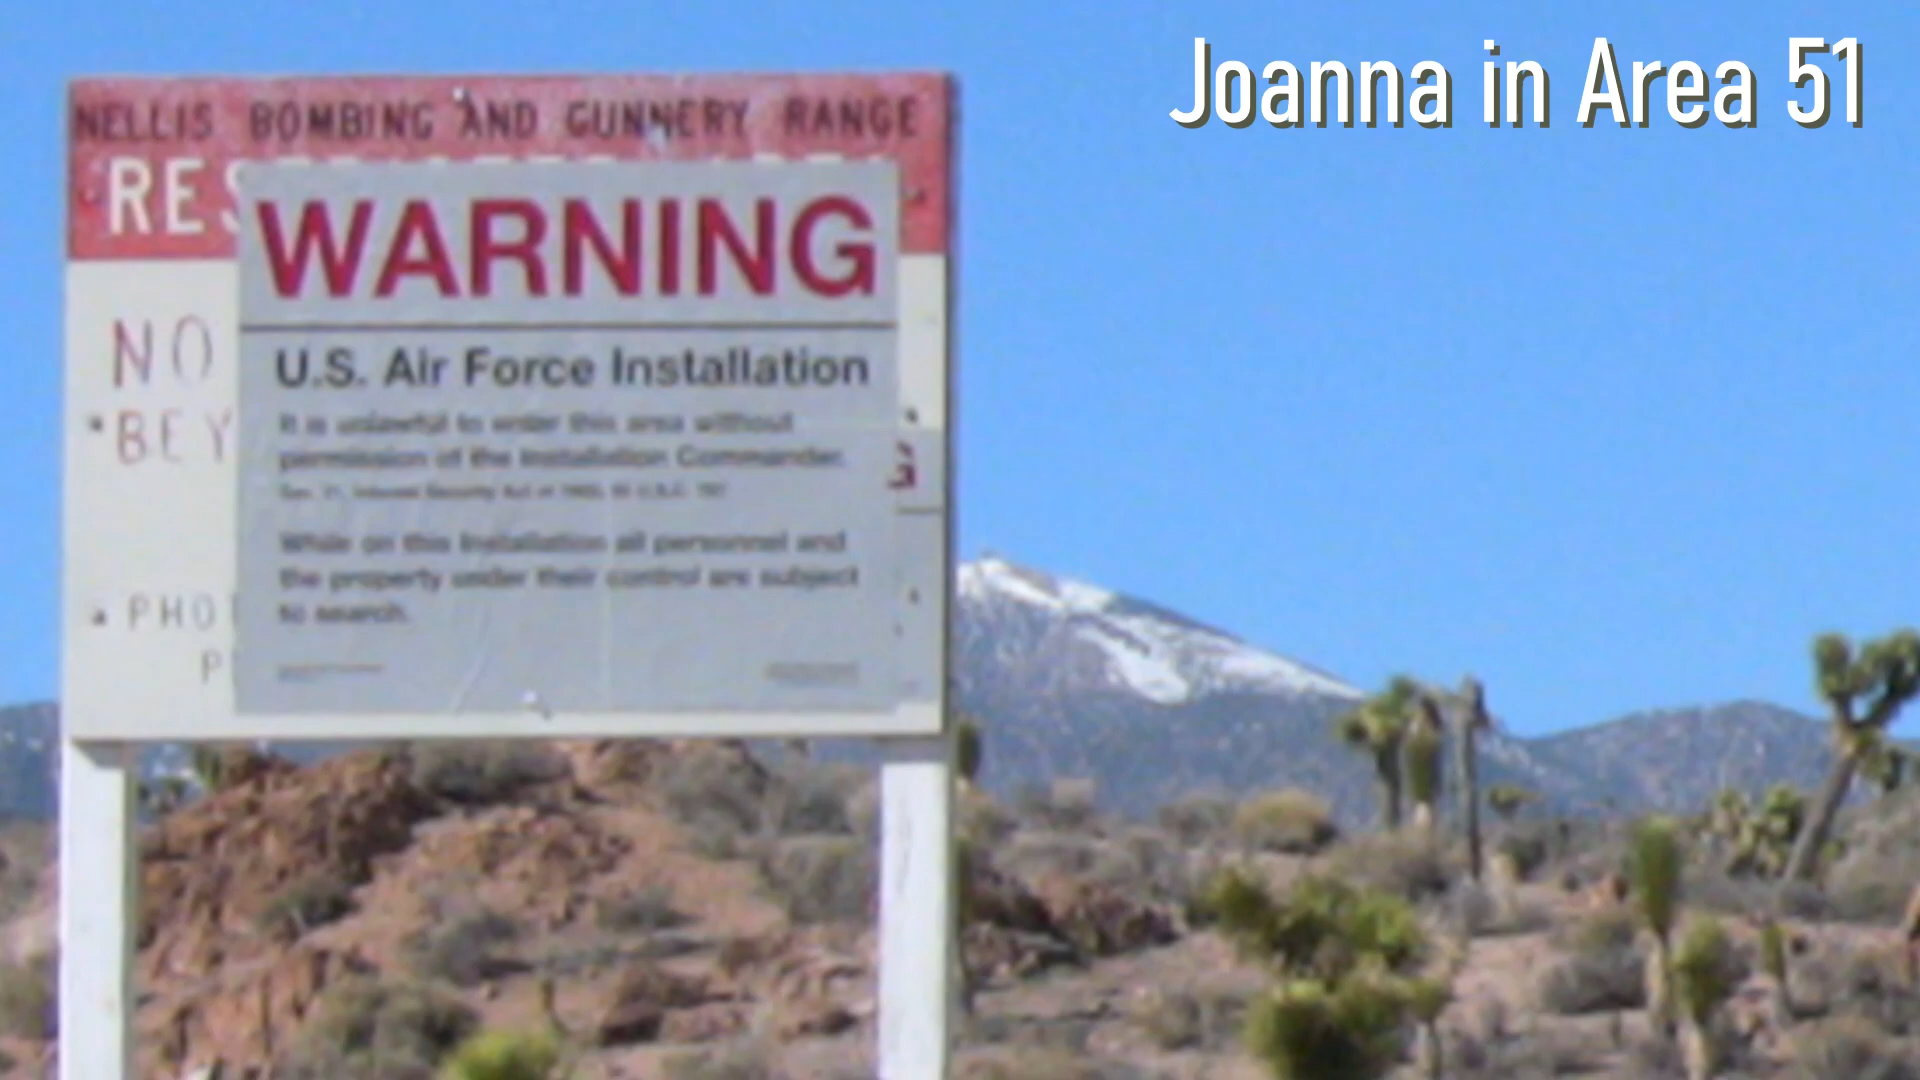 Joanna in Area 51
NELLIS BOMBING AND GUNNERY RANGE
RES
WARNING
NO
U.S. Air Force Installation
BEY
It is unlawful to enter this area without
permission of the Installation Commander.
G
While on this Installation all personnel and
the property under their control are subject
PHOT
to search.
P